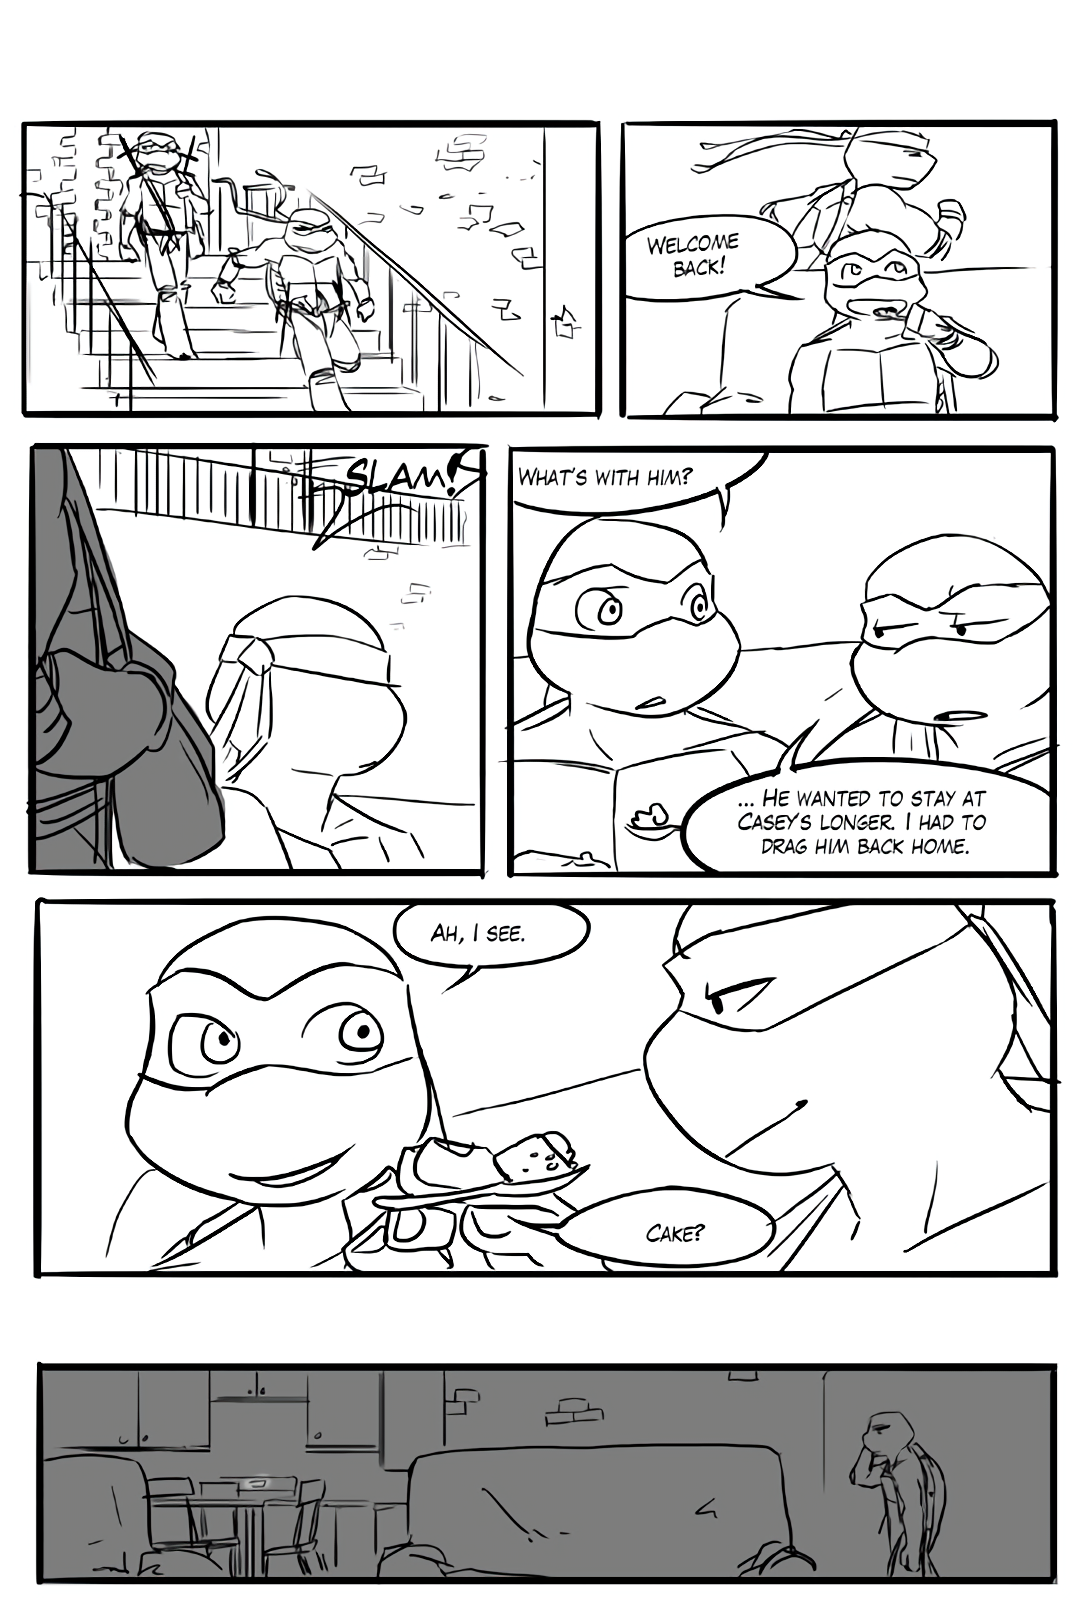 WELCOME
BACK!
SLAM!
WHAT'S WITH HIM?
... HE WANTED TO STAY AT
CASEY'S LONGER. I HAD TO
DRAG HIM BACK HOME.
AH, I SEE.
CAKE?